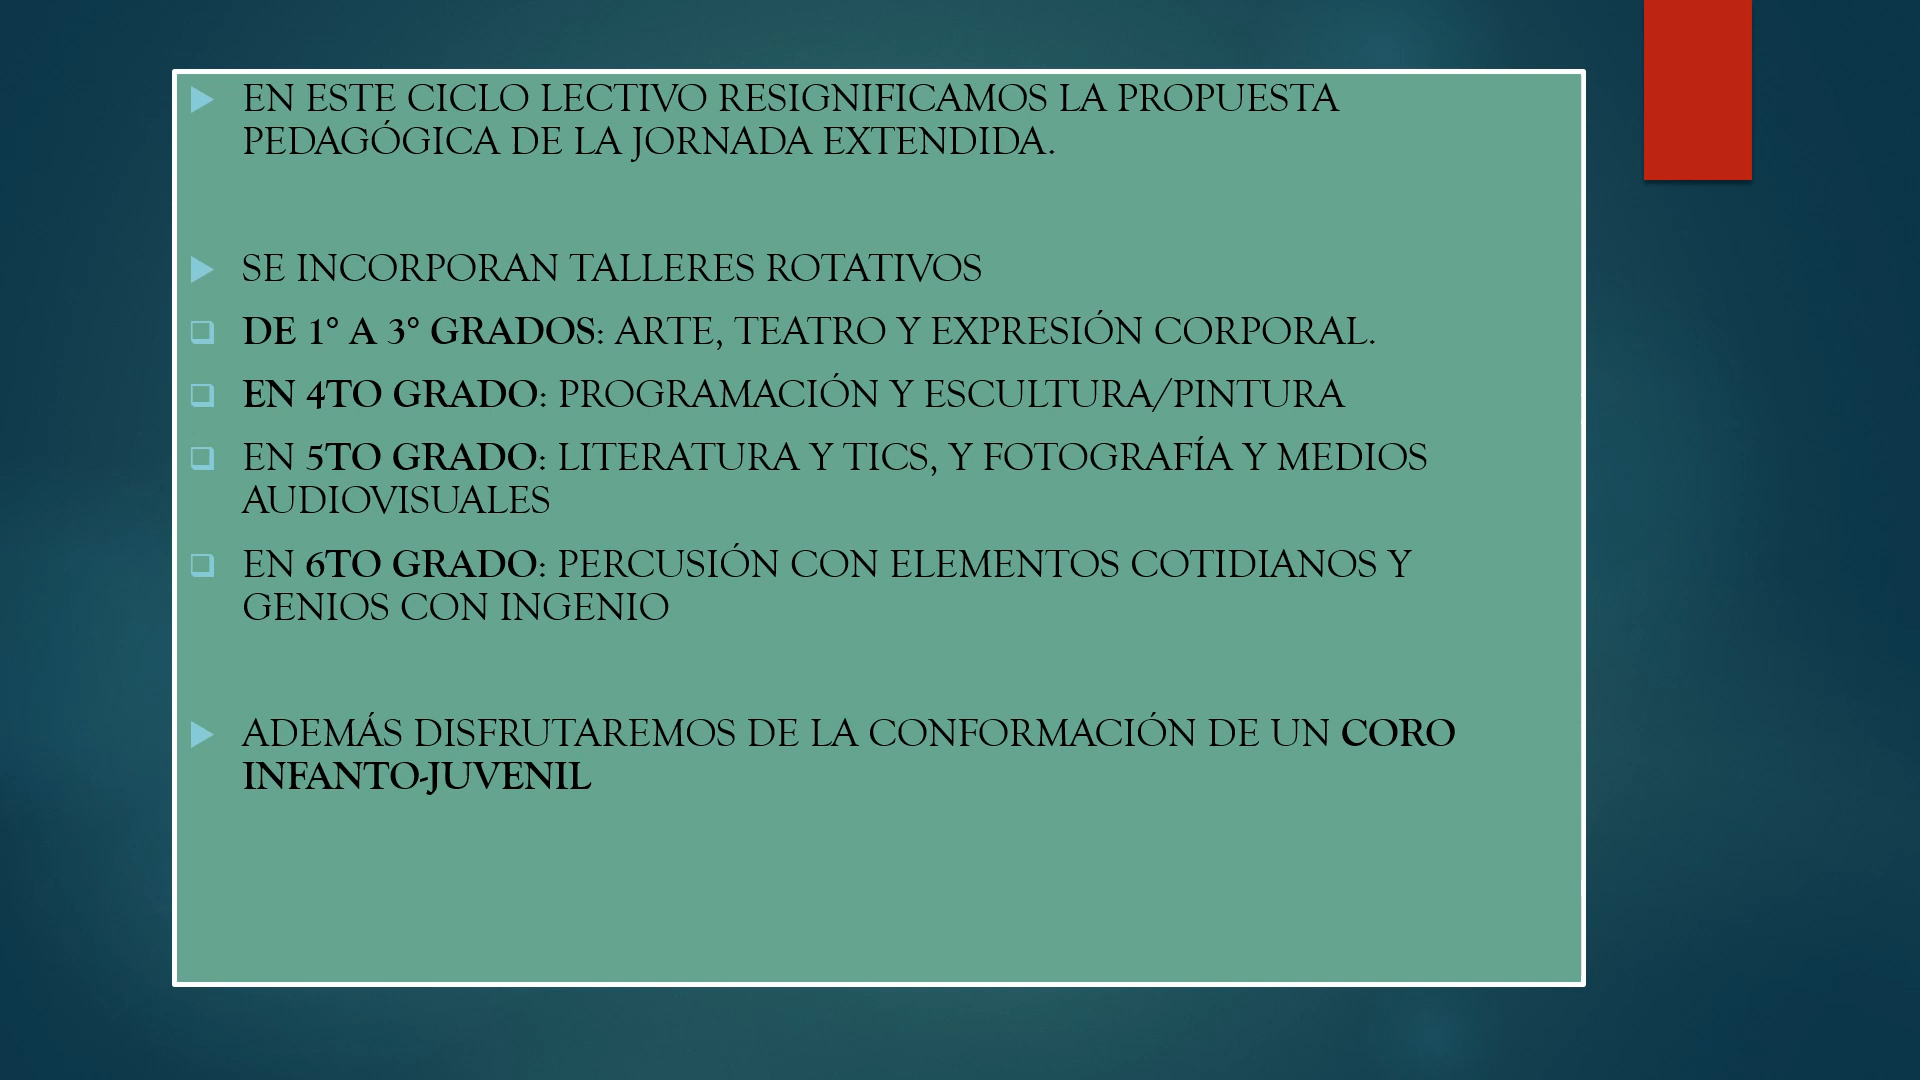 EN ESTE CICLO LECTIVO RESIGNIFICAMOS LA PROPUESTA
PEDAGÓGICA DE LA JORNADA EXTENDIDA.
SE INCORPORAN TALLERES ROTATIVOS
DE 1° A 3° GRADOS: ARTE, TEATRO Y EXPRESIÓN CORPORAL.
EN 4TO GRADO: PROGRAMACIÓN Y ESCULTURA/PINTURA
EN 5TO GRADO: LITERATURA Y TICS, Y FOTOGRAFÍA Y MEDIOS
AUDIOVISUALES
EN 6TO GRADO: PERCUSIÓN CON ELEMENTOS COTIDIANOS Y
GENIOS CON INGENIO
ADEMÁS DISFRUTAREMOS DE LA CONFORMACIÓN DE UN CORO
INFANTO-JUVENIL